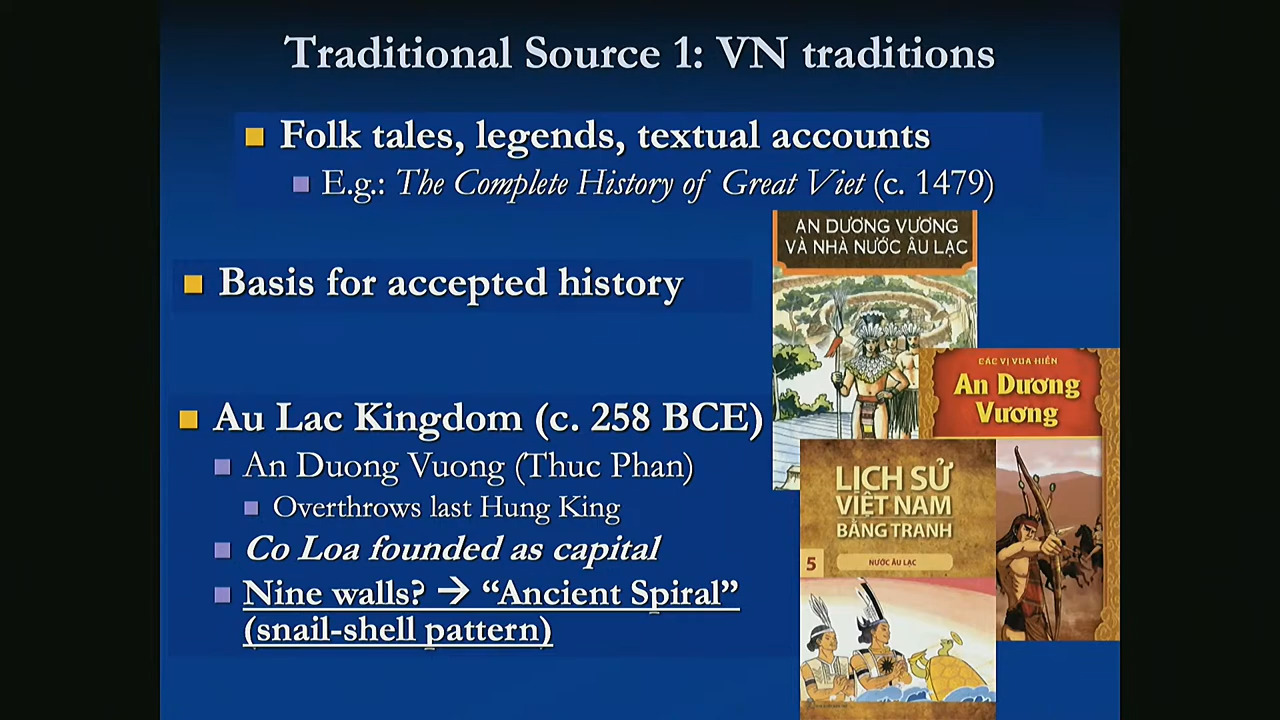 Traditional Source 1: VN traditions
Folk tales, legends, textual accounts
E.g.: The Complete History of Great Viet (c. 1479)
Basis for accepted history
Au Lac Kingdom (c. 258 BCE)
An Duong Vuong (Thuc Phan)
Overthrows last Hung King
Co Loa founded as capital
Nine walls? → “Ancient Spiral”
(snail-shell pattern)
AN DƯƠNG VƯƠNG
VÀ NHÀ NƯỚC ÂU LẠC
CÁC VỊ VUA HIỀN
An Dương
Vương
LỊCH SỬ
VIỆT NAM
BẰNG TRANH
5
NƯỚC ÂU LẠC